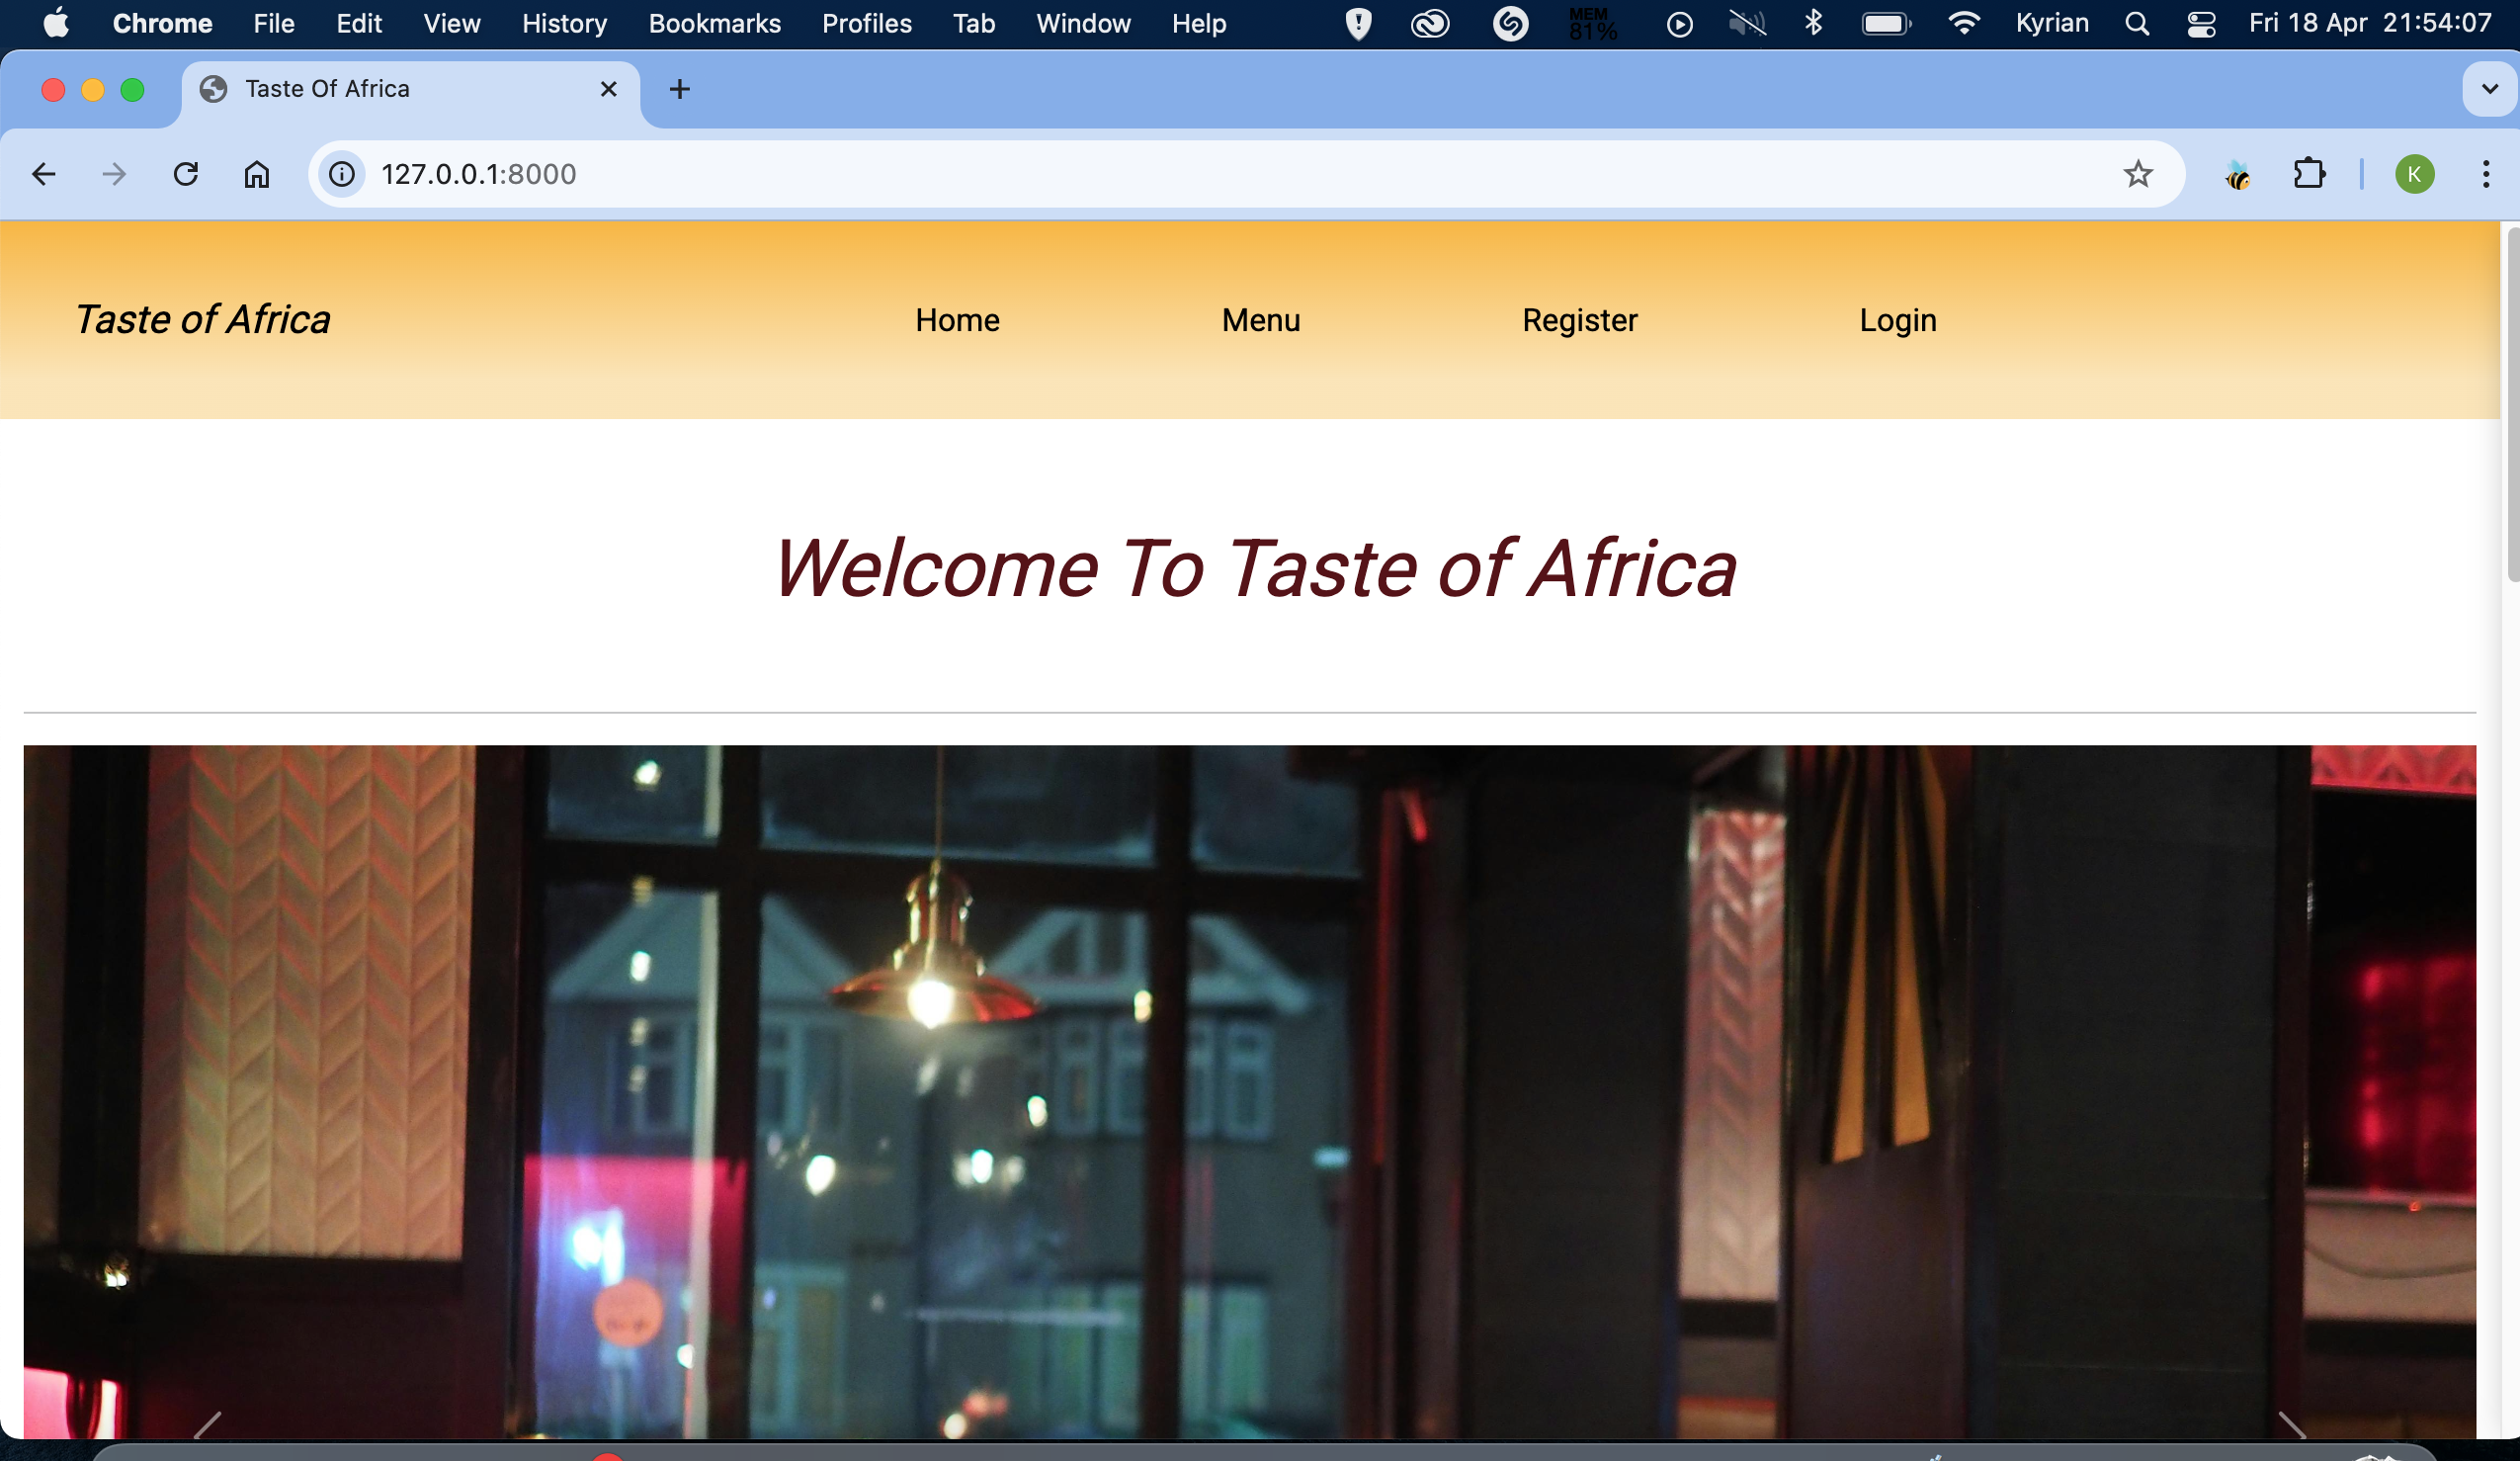 Chrome File Edit View History Bookmarks Profiles Tab Window Help MEM 81% Kyrian Fri 18 Apr 21:54:07
Taste Of Africa
127.0.0.1:8000 K
Taste of Africa Home Menu Register Login
Welcome To Taste of Africa